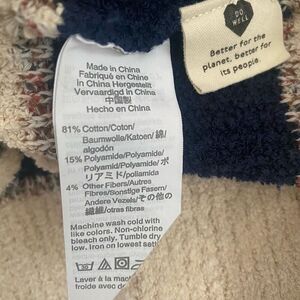 DO
WELL
Better for the
planet. better for
its people.
Made in China
Fabriqué en Chine
In China Hergestellt
Vervaardigd in China
中国製
Hecho en China
81% Cotton/Coton/
Baumwolle/Katoen/ 綿/
algodón
15% Polyamide/Polyamide/
Polyamid/Polyamide/ ポ
リアミド/poliamida
4% Other Fibers/Autres
Fibres/Sonstige Fasern/
Andere Vezels/その他の
繊維/otras fibras
Machine wash cold with
like colors. Non-chlorine
bleach only. Tumble dry
low. Iron on lowest sett
Laver à la mac
froide avec de